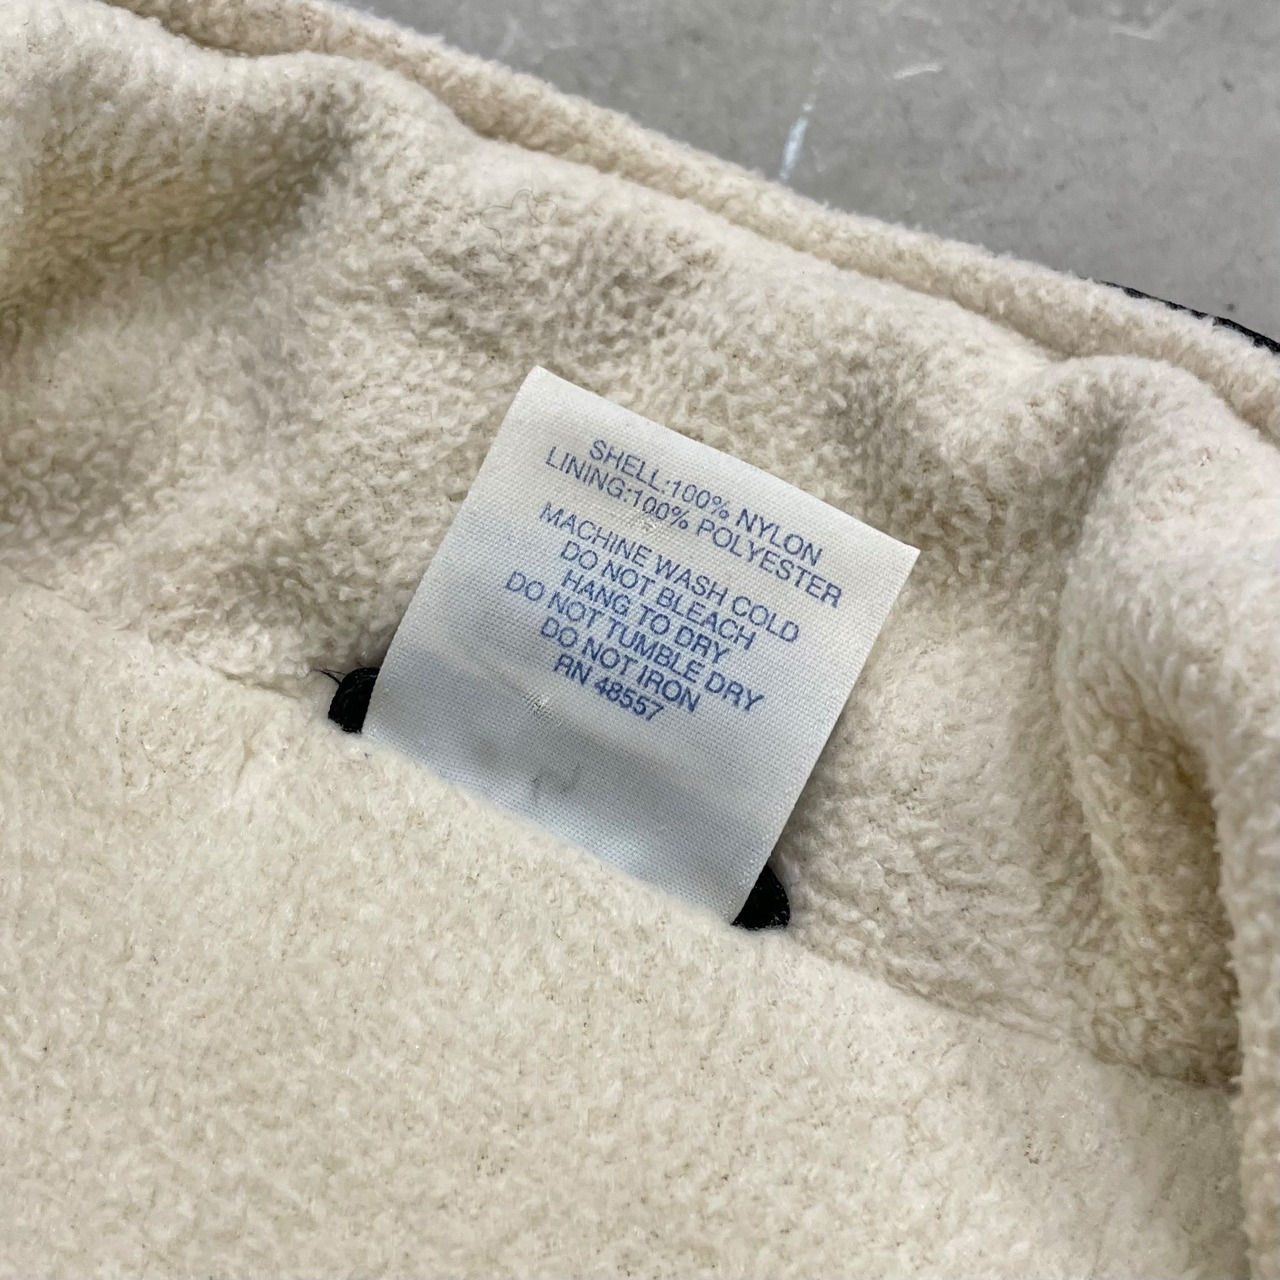 SHELL:100% NYLON
LINING:100% POLYESTER
MACHINE WASH COLD
DO NOT BLEACH
HANG TO DRY
DO NOT TUMBLE DRY
DO NOT IRON
RN 48557